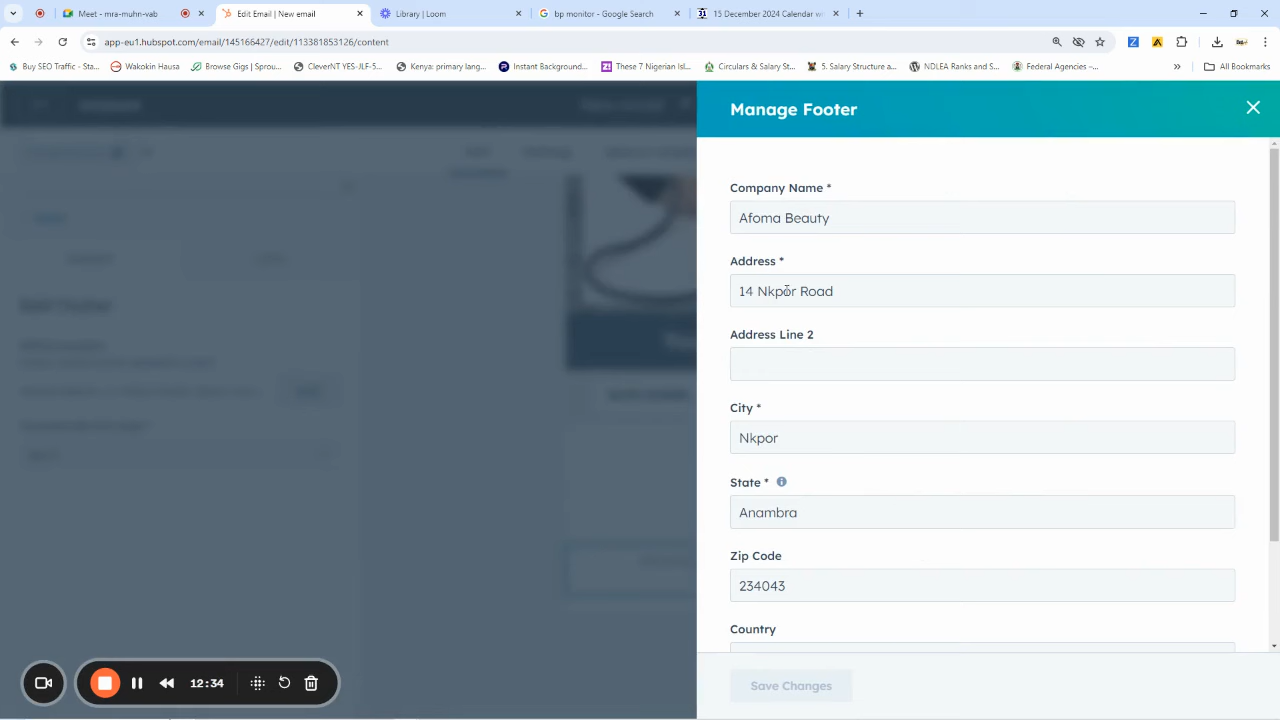 Meet - mra-muhn-vab
Edit Email | New email
Library | Loom
bp monitor - Google Search
15 December 2024 Calendar w
app-eu1.hubspot.com/email/145166427/edit/113381853126/content
Buy SEO Traffic - Sta...
Wakokin Hausa
Browse Gigs | Sprou...
CleverNT YES-JLF-5...
Kenya: primary lang...
Instant Background...
These 7 Nigerian Isl...
Circulars & Salary St...
5. Salary Structure a...
NDLEA Ranks and S...
Federal Agencies –...
All Bookmarks
Manage Footer
Company Name *
Afoma Beauty
Address *
14 Nkpor Road
Address Line 2
City *
Nkpor
State *
Anambra
Zip Code
234043
Country
Save Changes
12:34